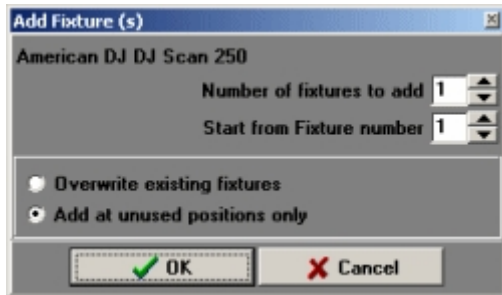 Add Fixture (s)
American DJ DJ Scan 250
Number of fixtures to add 1
Start from Fixture number 1
Overwrite existing fixtures
Add at unused positions only
OK Cancel